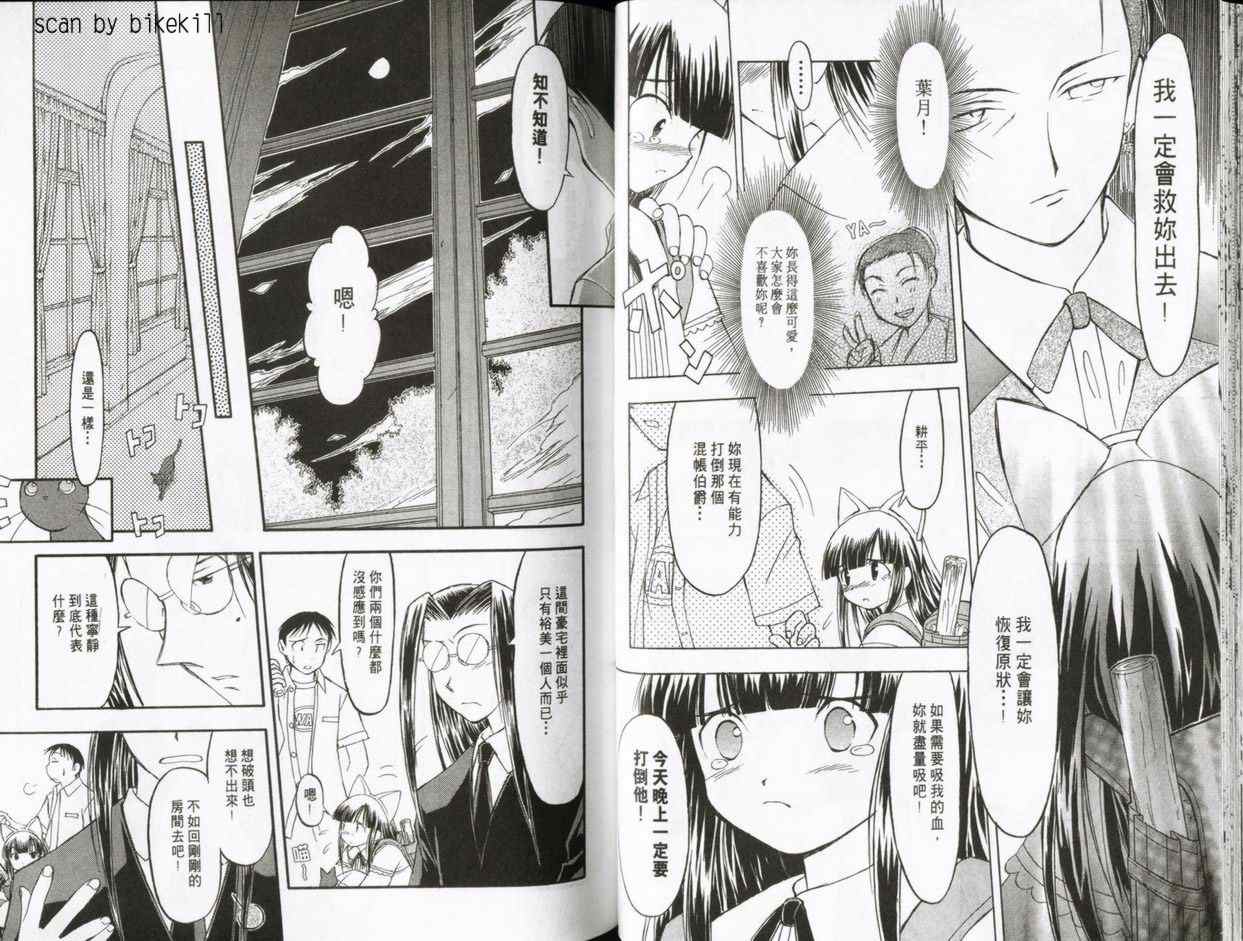 scan by bikekill
我一定會救妳出去！
葉月！
……
YA～
妳長得這麼可愛，
大家怎麼會
不喜歡妳呢？
耕平…
妳現在有能力
打倒那個
混帳伯爵…
我一定會讓妳
恢復原狀…！
如果需要吸我的血，
妳就盡量吸吧！
今天晚上一定要
打倒他！
知不知道！
嗯！
トコ
トコ
トコ
還是一樣…
這間豪宅裡面似乎
只有裕美一個人而已…
你們兩個什麼都
沒感應到嗎？
嗯
喵
這種寧靜
到底代表
什麼？
想破頭也
想不出來！
不如回剛剛的
房間去吧！